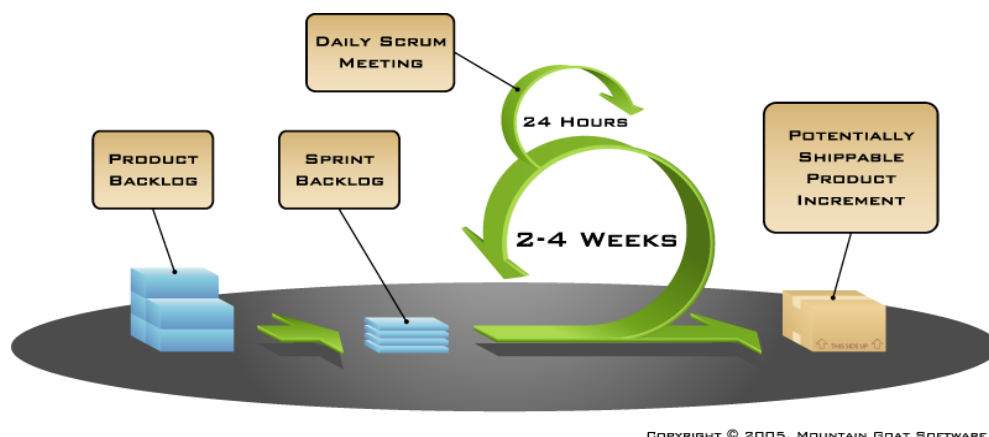 Daily Scrum
Meeting
24 Hours
Product
Backlog
Sprint
Backlog
Potentially
Shippable
Product
Increment
2-4 Weeks
THIS SIDE UP
Copyright © 2005, Mountain Goat Software